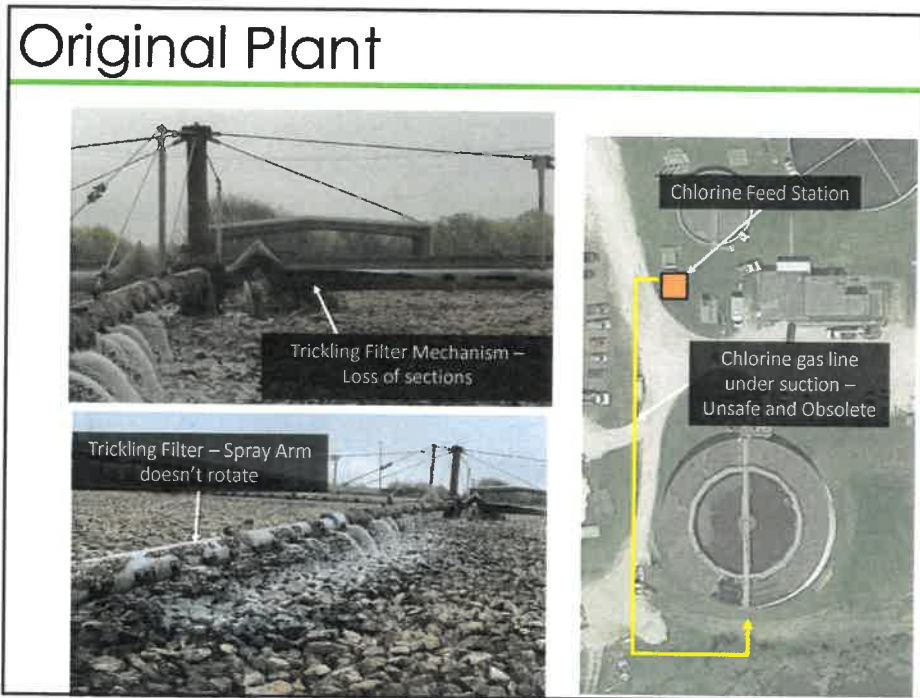 Original Plant
Trickling Filter Mechanism –
Loss of sections
Trickling Filter – Spray Arm
doesn't rotate
Chlorine Feed Station
Chlorine gas line
under suction –
Unsafe and Obsolete